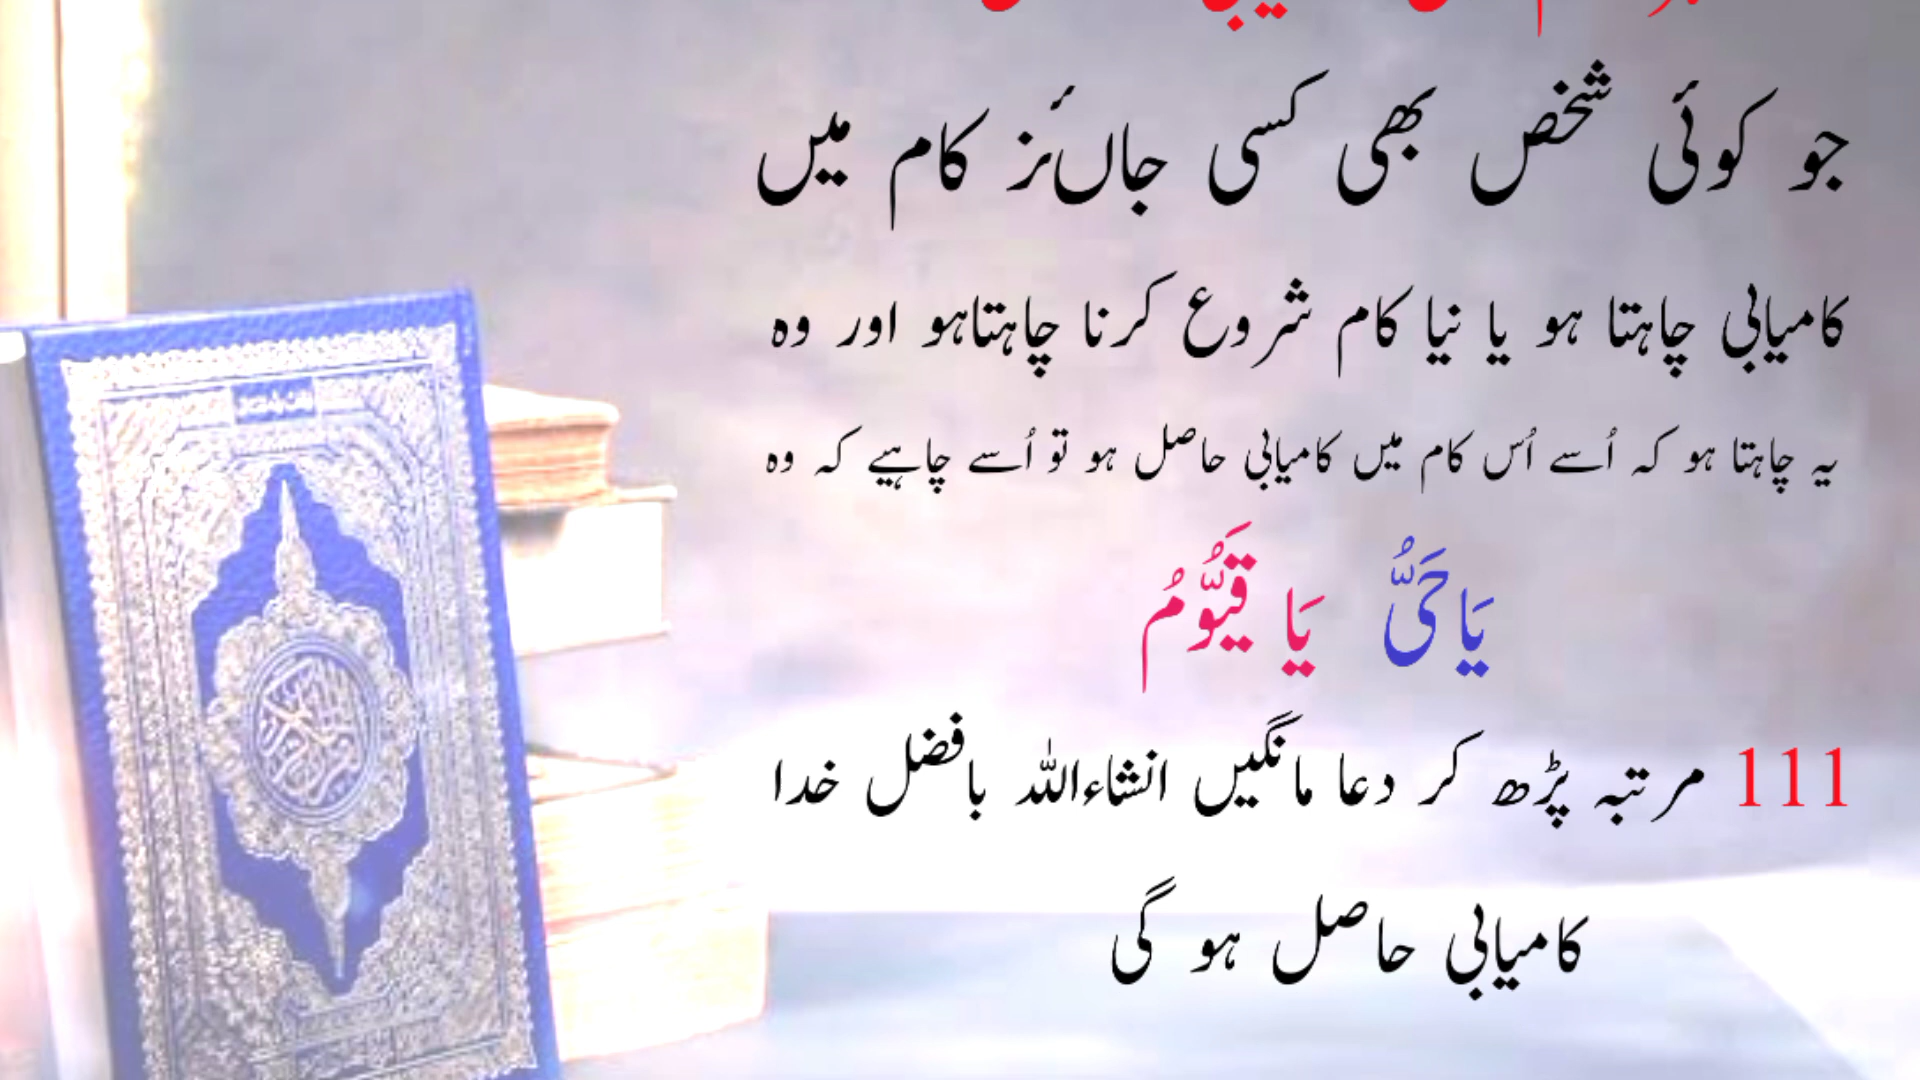 جو کوئی شخص بھی کسی جاںٔز کام میں
کامیابی چاہتا ہو یا نیا کام شروع کرنا چاہتاہو اور وہ
یہ چاہتا ہو کہ اُسے اُس کام میں کامیابی حاصل ہو تو اُسے چاہیے کہ وہ
یَاحَیُّ یَا قَیُّوْمُ
111 مرتبہ پڑھ کر دعا مانگیں انشاءاللہ بافضل خدا
کامیابی حاصل ہو گی